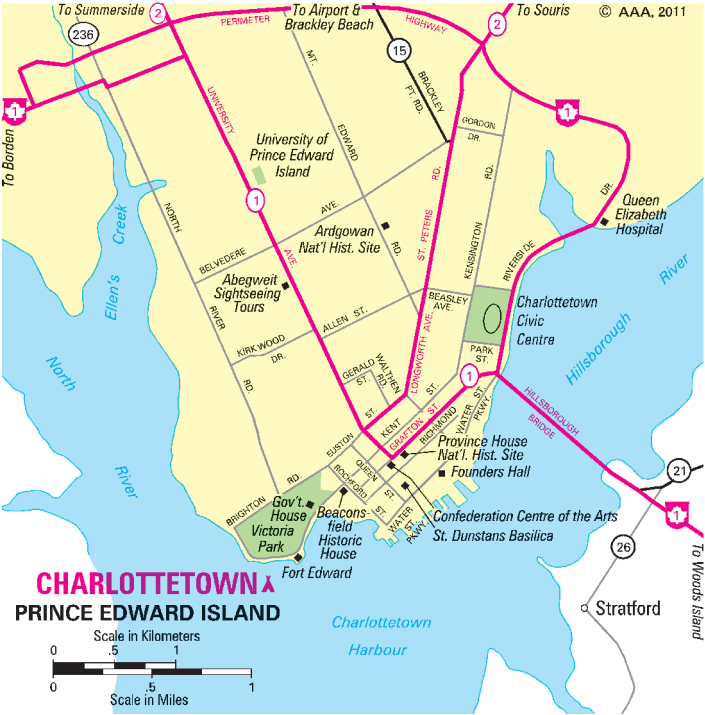 To Summerside
2
PERIMETER
To Airport &
Brackley Beach
HIGHWAY
2
To Souris
© AAA, 2011
236
15
MT.
EDWARD
RD.
BRACKLEY
PT. RD.
1
To Borden
UNIVERSITY
AVE.
1
GORDON
DR.
1
University of
Prince Edward
Island
DR.
Queen
Elizabeth
Hospital
NORTH
RIVER
RD.
Ellen's
Creek
BELVEDERE
AVE.
Ardgowan
Nat'l Hist. Site
ST. PETERS
RD.
KENSINGTON
RD.
RIVERSIDE
River
Hillsborough
Abegweit
Sightseeing
Tours
BEASLEY
AVE.
Charlottetown
Civic
Centre
ALLEN ST.
KIRKWOOD
DR.
LONGWORTH AVE.
PARK
ST.
North
River
GERALD
ST.
WALTHEN
RD.
1
HILLSBOROUGH
BRIDGE
EUSTON
ST.
KENT
ST.
GRAFTON ST.
RICHMOND
ST.
WATER
PKWY.
Province House
Nat'l. Hist. Site
Founders Hall
21
1
26
To Woods Island
QUEEN
ST.
ROCHFORD
ST.
WATER
ST.
PKWY.
BRIGHTON
RD
Gov't.
House
Victoria
Park
Beacons-
field
Historic
House
Confederation Centre of the Arts
St. Dunstans Basilica
Fort Edward
CHARLOTTETOWN
PRINCE EDWARD ISLAND
Stratford
Charlottetown
Harbour
Scale in Kilometers
0 .5 1
0 .5 1
Scale in Miles